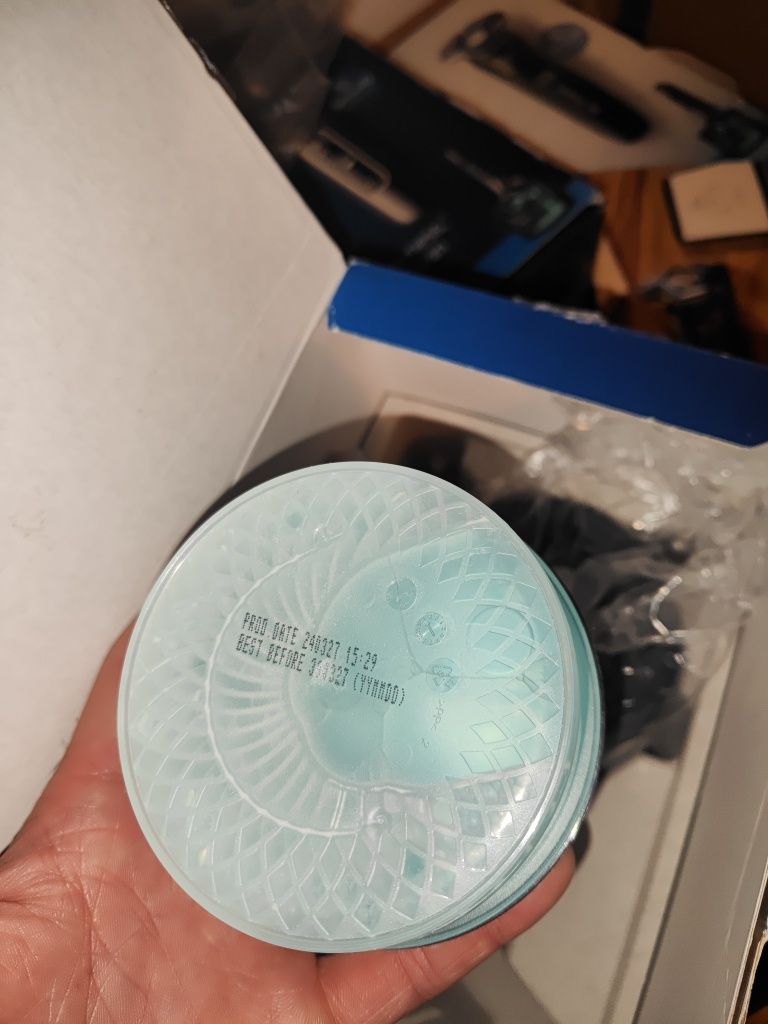 PROD.DATE 240327 15:29
BEST BEFORE (YYMMDD)